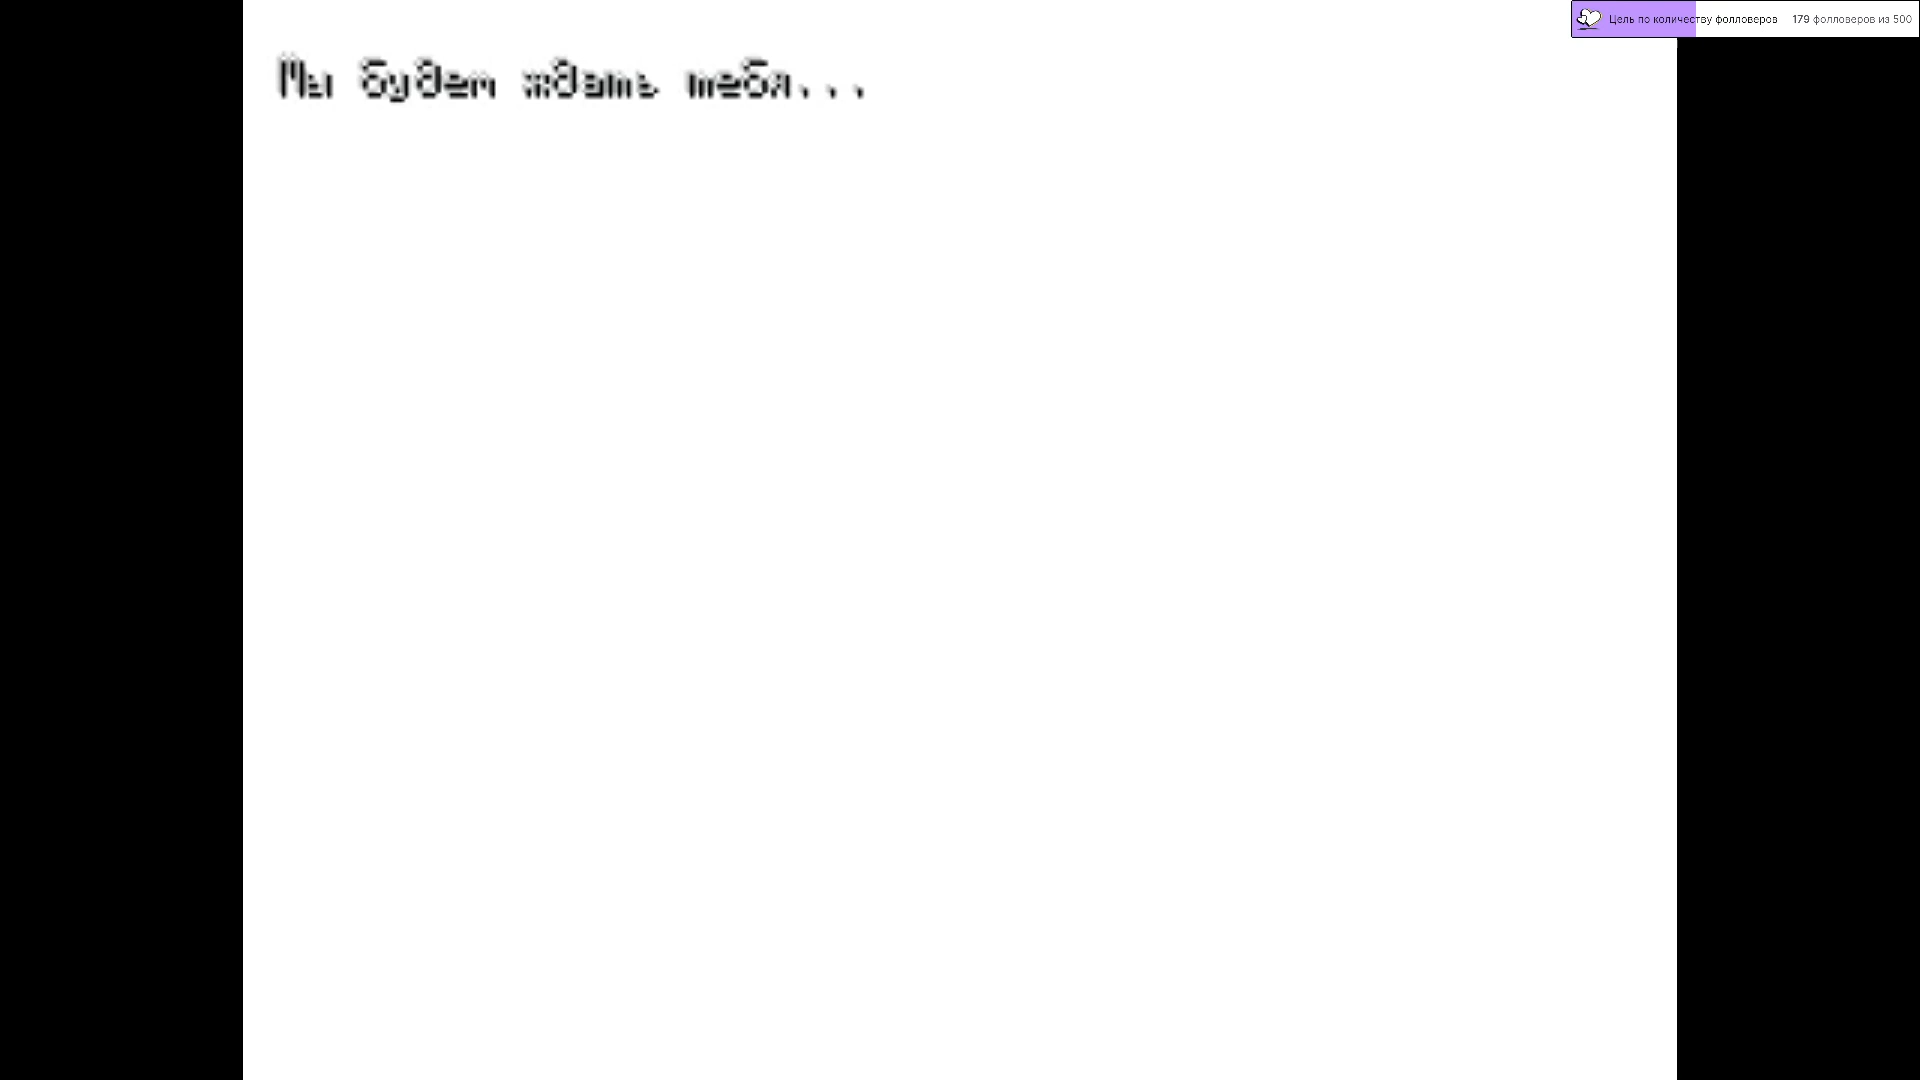 Мы будем ждать тебя...
Цель по количеству фолловеров 179 фолловеров из 500